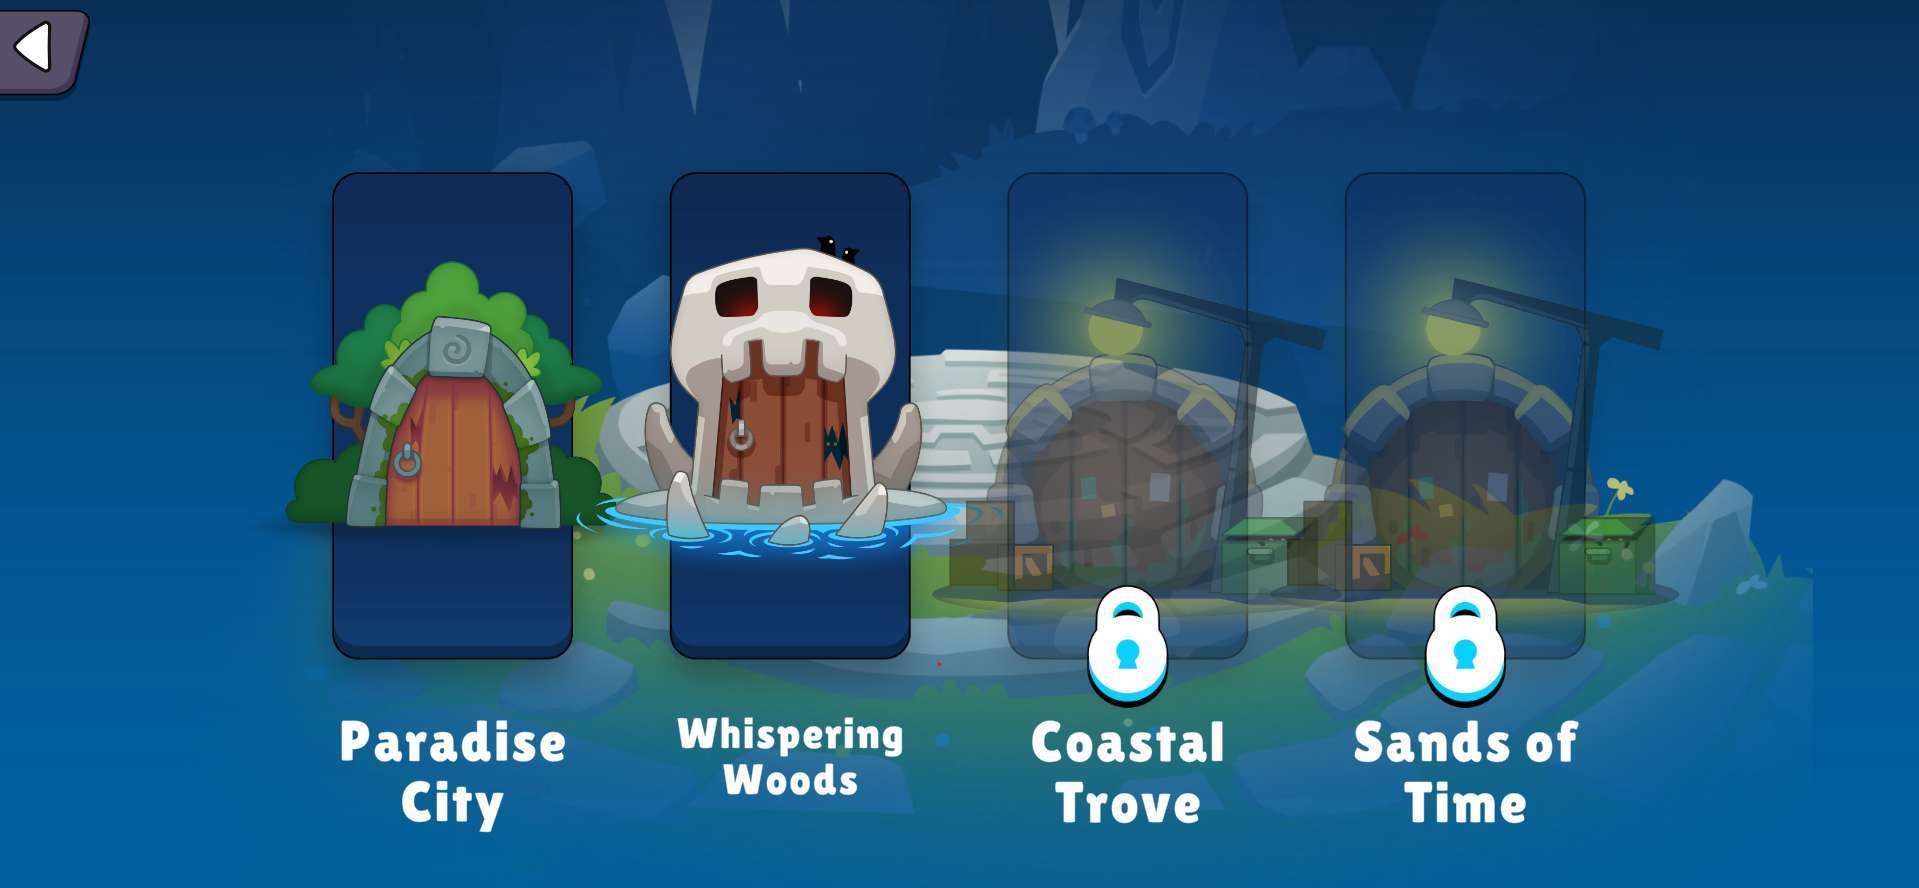 Paradise
City
Whispering
Woods
Coastal
Trove
Sands of
Time